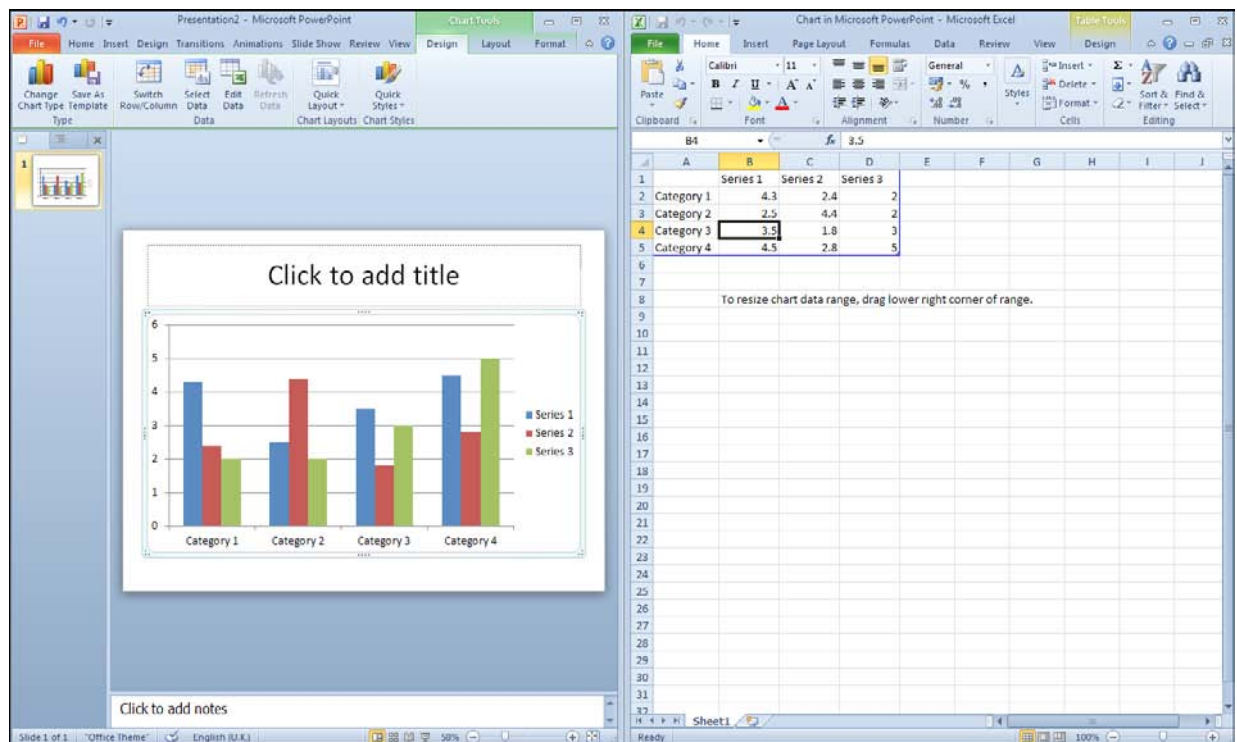 Presentation2 - Microsoft PowerPoint
Chart Tools
File Home Insert Design Transitions Animations Slide Show Review View Design Layout Format
Change Chart Type
Save As Template
Switch Row/Column
Select Data
Edit Data
Refresh Data
Quick Layout
Quick Styles
Type Data Chart Layouts Chart Styles
1
Click to add title
6
5
4
3
2
1
0
Category 1 Category 2 Category 3 Category 4
Series 1
Series 2
Series 3
Click to add notes
Slide 1 of 1 "Office Theme" English (U.K.) 50%
Chart in Microsoft PowerPoint - Microsoft Excel
Table Tools
File Home Insert Page Layout Formulas Data Review View Design
Paste
Calibri 11
B I U
General
%
Styles
Insert
Delete
Format
Sort & Filter
Find & Select
Clipboard Font Alignment Number Cells Editing
B4 fx 3.5
A B C D E F G H I J
1 Series 1 Series 2 Series 3
2 Category 1 4.3 2.4 2
3 Category 2 2.5 4.4 2
4 Category 3 3.5 1.8 3
5 Category 4 4.5 2.8 5
6
7
8 To resize chart data range, drag lower right corner of range.
9
10
11
12
13
14
15
16
17
18
19
20
21
22
23
24
25
26
27
28
29
30
31
32
Sheet1
Ready 100%